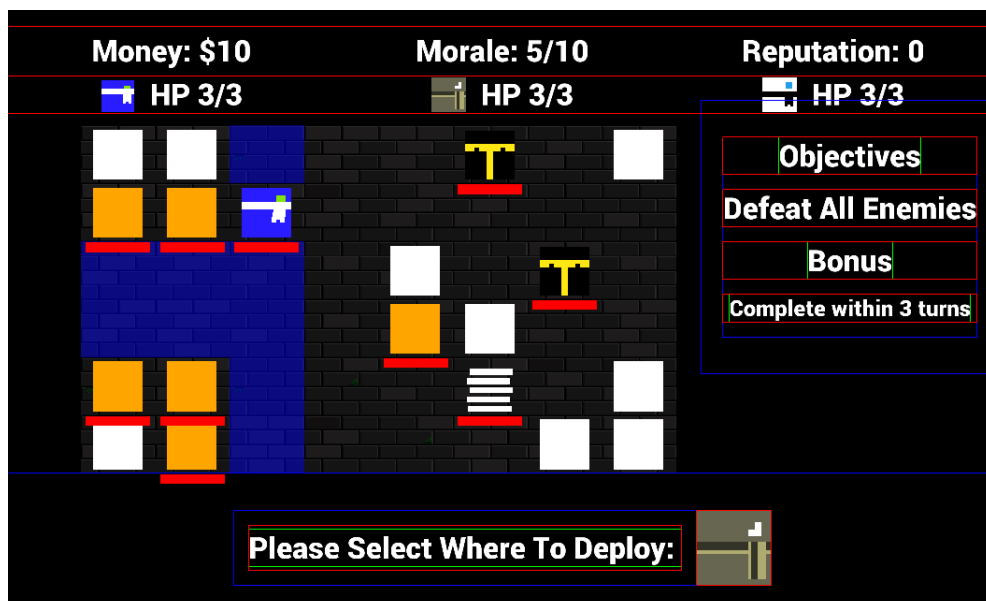 Money: $10 Morale: 5/10 Reputation: 0
HP 3/3 HP 3/3 HP 3/3
Objectives
Defeat All Enemies
Bonus
Complete within 3 turns
Please Select Where To Deploy: